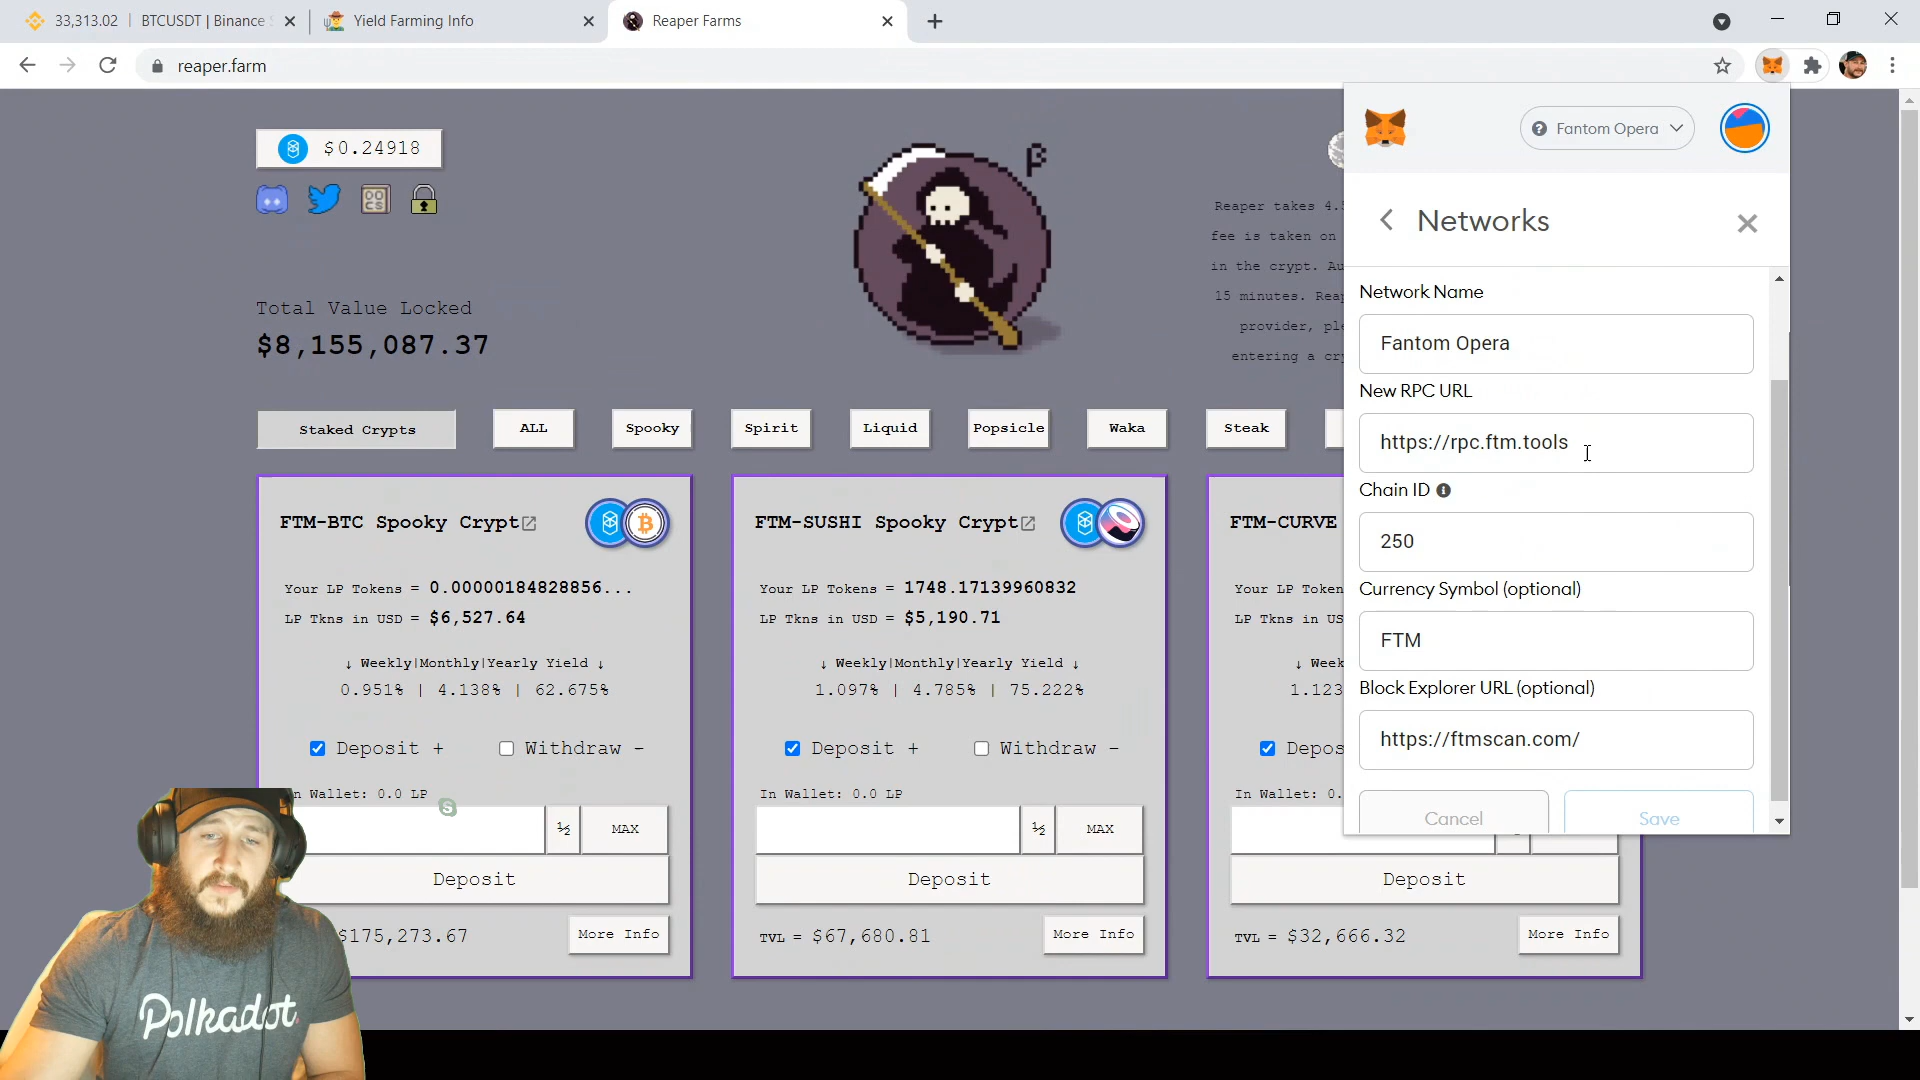 33,313.02 | BTCUSDT | Binance
Yield Farming Info
Reaper Farms
reaper.farm
$0.24918
DOCS
β
Total Value Locked
$8,155,087.37
Reaper takes 4.
fee is taken on
in the crypt. Au
15 minutes. Rea
provider, pl
entering a cr
Staked Crypts
ALL
Spooky
Spirit
Liquid
Popsicle
Waka
Steak
FTM-BTC Spooky Crypt
Your LP Tokens = 0.00000184828856...
LP Tkns in USD = $6,527.64
↓ Weekly|Monthly|Yearly Yield ↓
0.951% | 4.138% | 62.675%
Deposit +
Withdraw -
n Wallet: 0.0 LP
½
MAX
Deposit
$175,273.67
More Info
FTM-SUSHI Spooky Crypt
Your LP Tokens = 1748.17139960832
LP Tkns in USD = $5,190.71
↓ Weekly|Monthly|Yearly Yield ↓
1.097% | 4.785% | 75.222%
Deposit +
Withdraw -
In Wallet: 0.0 LP
½
MAX
Deposit
TVL = $67,680.81
More Info
FTM-CURVE
Your LP Token
LP Tkns in US
↓ Week
1.123
Depos
In Wallet: 0.
Deposit
TVL = $32,666.32
More Info
Fantom Opera
Networks
Network Name
Fantom Opera
New RPC URL
https://rpc.ftm.tools
Chain ID
250
Currency Symbol (optional)
FTM
Block Explorer URL (optional)
https://ftmscan.com/
Cancel
Save
Polkadot.